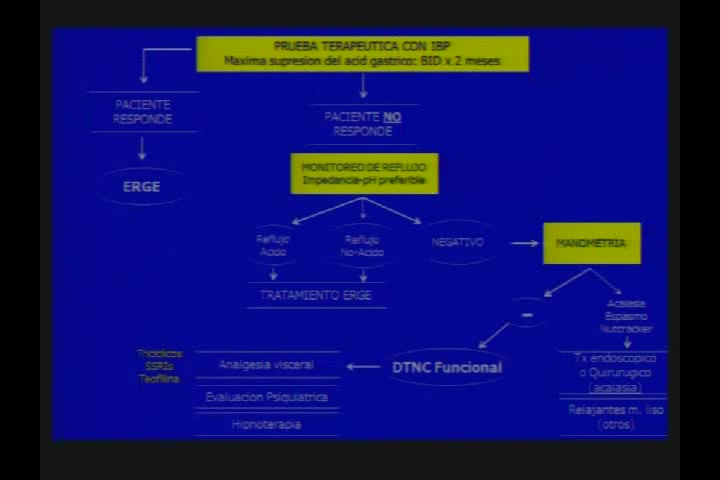 PRUEBA TERAPEUTICA CON IBP
Maxima supresion del acid gastrico: BID x 2 meses
PACIENTE
RESPONDE
PACIENTE NO
RESPONDE
ERGE
MONITOREO DE REFLUJO
Impedancia-pH preferible
Reflujo
Acido
Reflujo
No-Acido
NEGATIVO
MANOMETRIA
TRATAMIENTO ERGE
–
Acalasia
Espasmo
Nutcracker
Triciclicos
SSRIs
Teofilina
Analgesia visceral
DTNC Funcional
Tx endoscopico
o Quirurugico
(acalasia)
Evaluacion Psiquiatrica
Hipnoterapia
Relajantes m. liso
(otros)